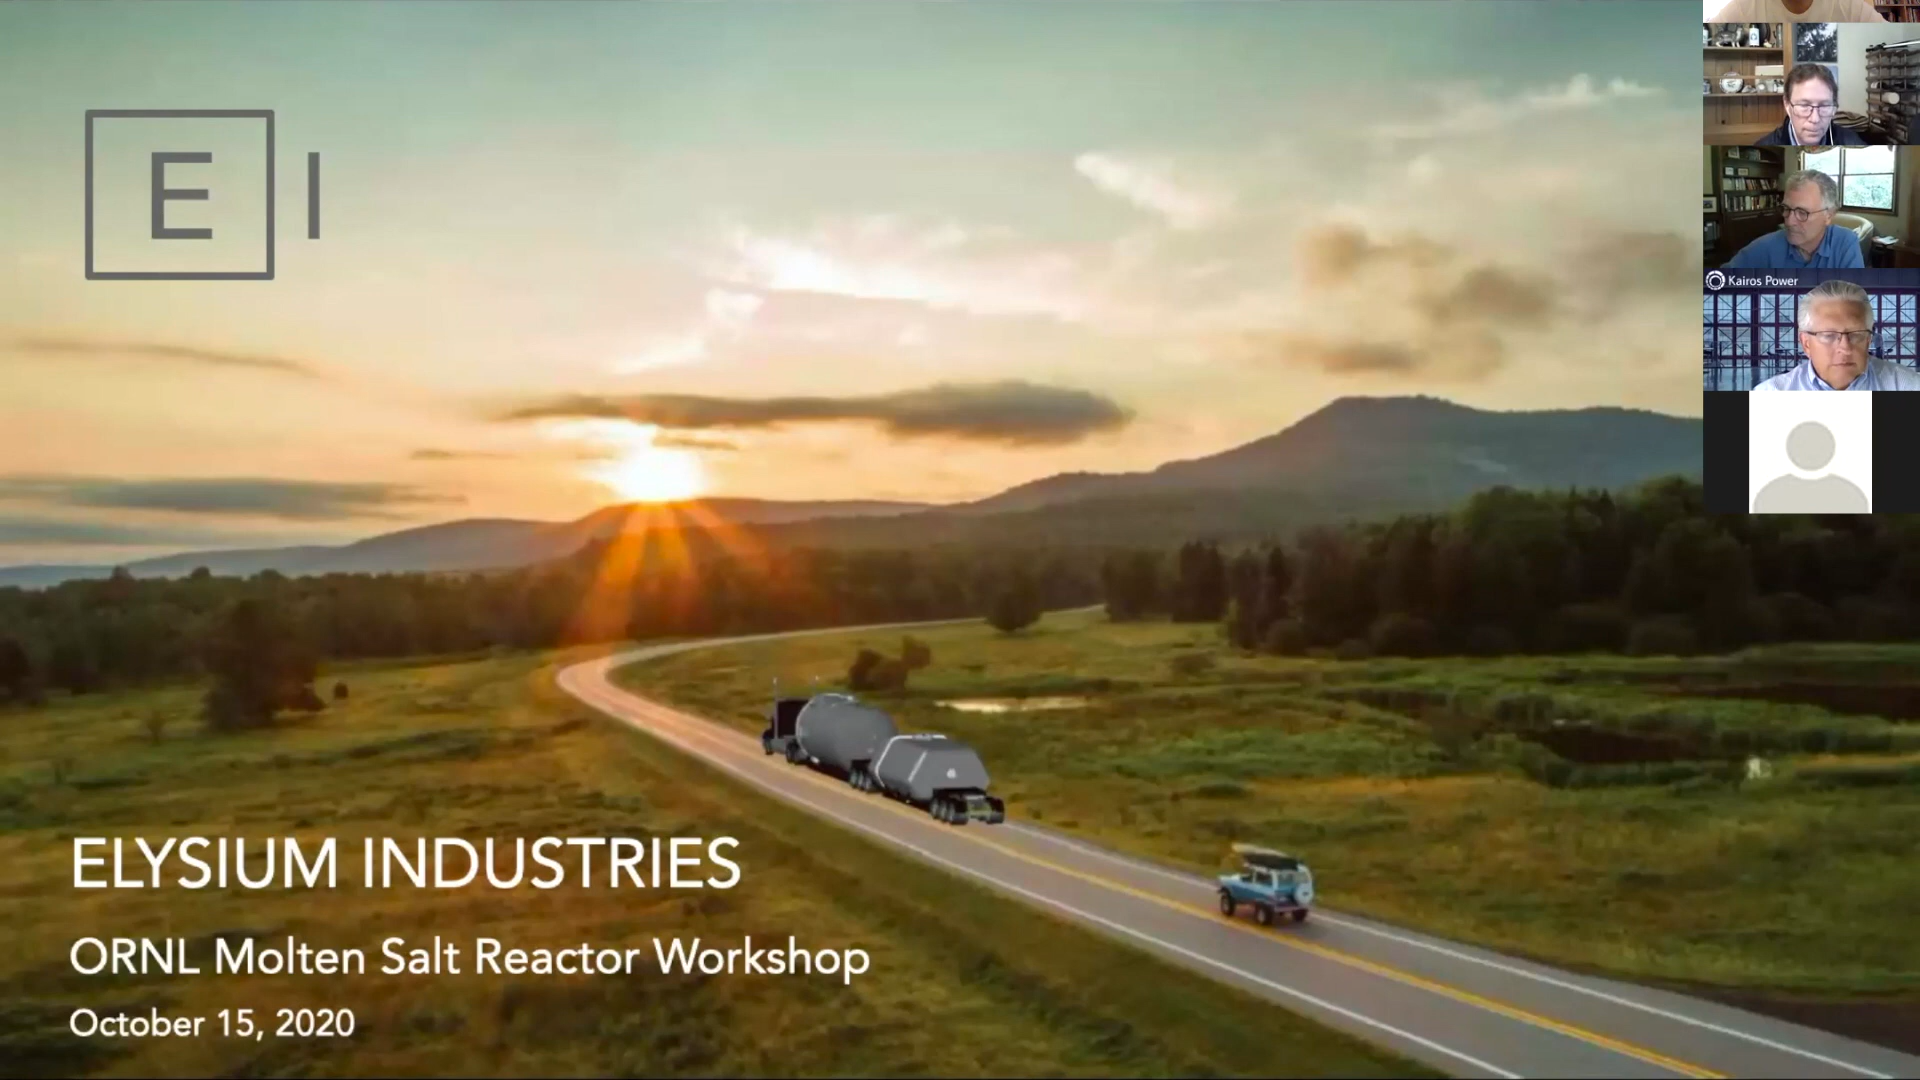 E I
Kairos Power
ELYSIUM INDUSTRIES
ORNL Molten Salt Reactor Workshop
October 15, 2020